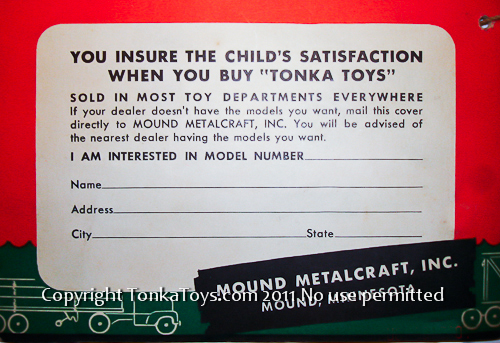 YOU INSURE THE CHILD'S SATISFACTION
WHEN YOU BUY "TONKA TOYS"
SOLD IN MOST TOY DEPARTMENTS EVERYWHERE
If your dealer doesn't have the models you want, mail this cover
directly to MOUND METALCRAFT, INC. You will be advised of
the nearest dealer having the models you want.
I AM INTERESTED IN MODEL NUMBER
Name
Address
City State
MOUND METALCRAFT, INC.
MOUND, MINNESOTA
Copyright TonkaToys.com 2011 No use permitted